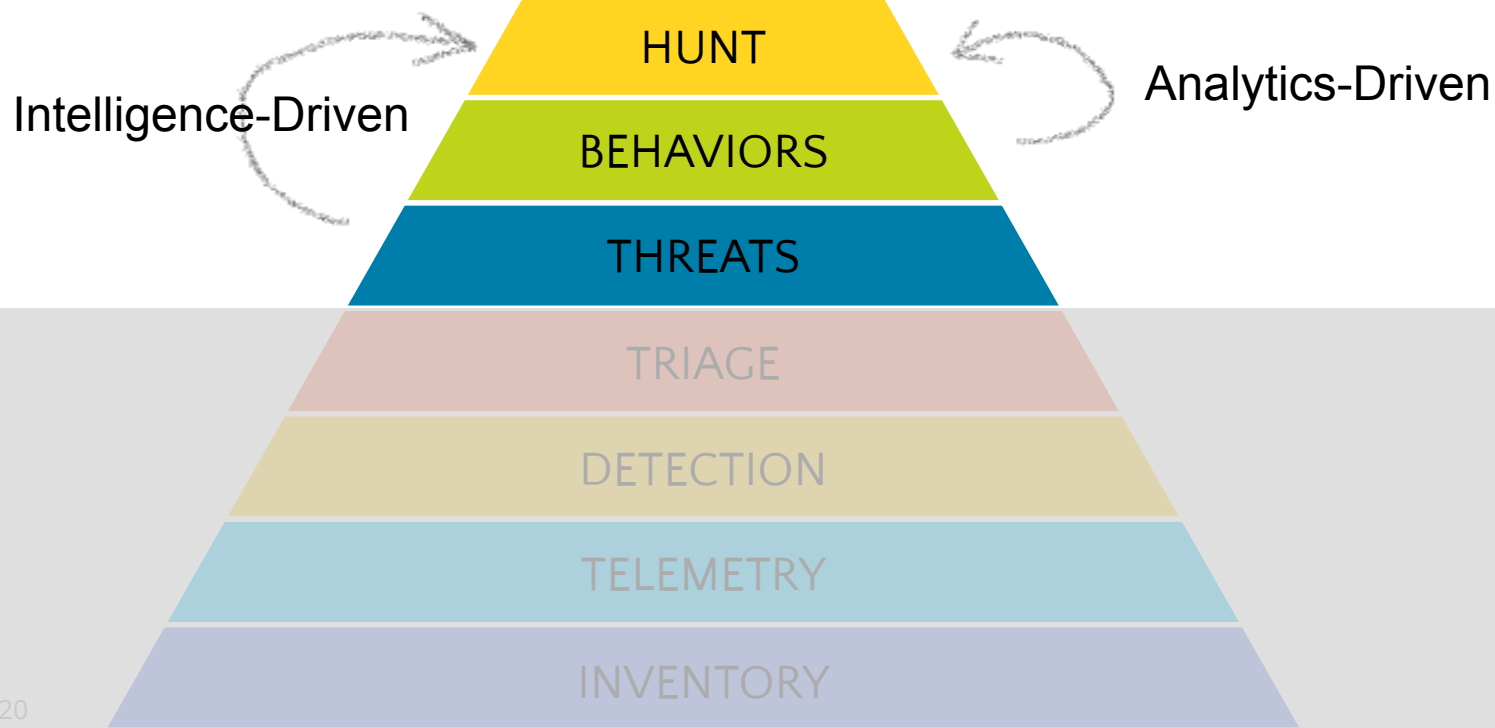 HUNT
Intelligence-Driven
Analytics-Driven
BEHAVIORS
THREATS
TRIAGE
DETECTION
TELEMETRY
INVENTORY
20